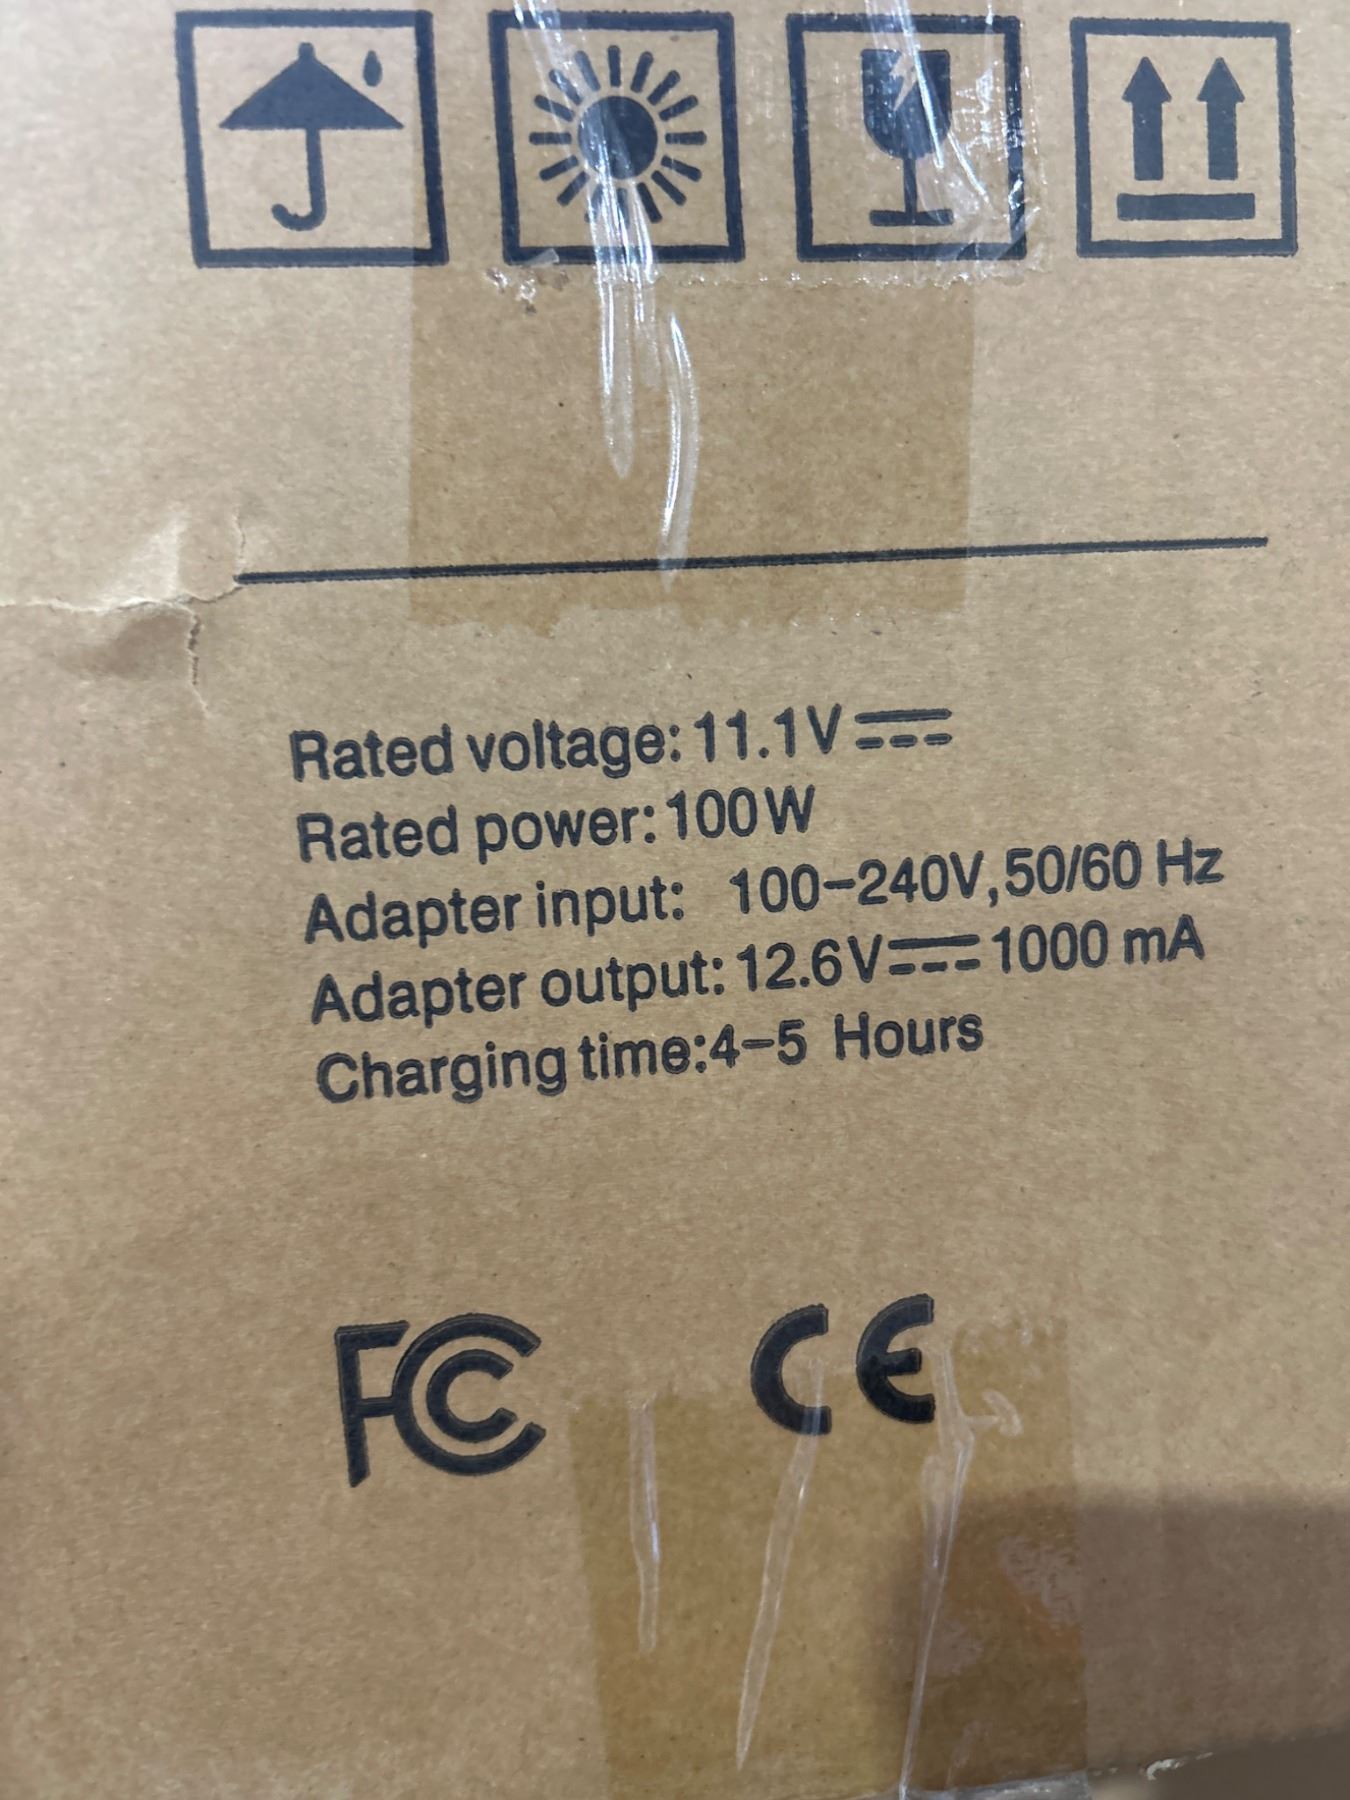 Rated voltage: 11.1V⎓
Rated power: 100W
Adapter input: 100-240V, 50/60 Hz
Adapter output: 12.6V⎓1000 mA
Charging time:4-5 Hours
FC CE